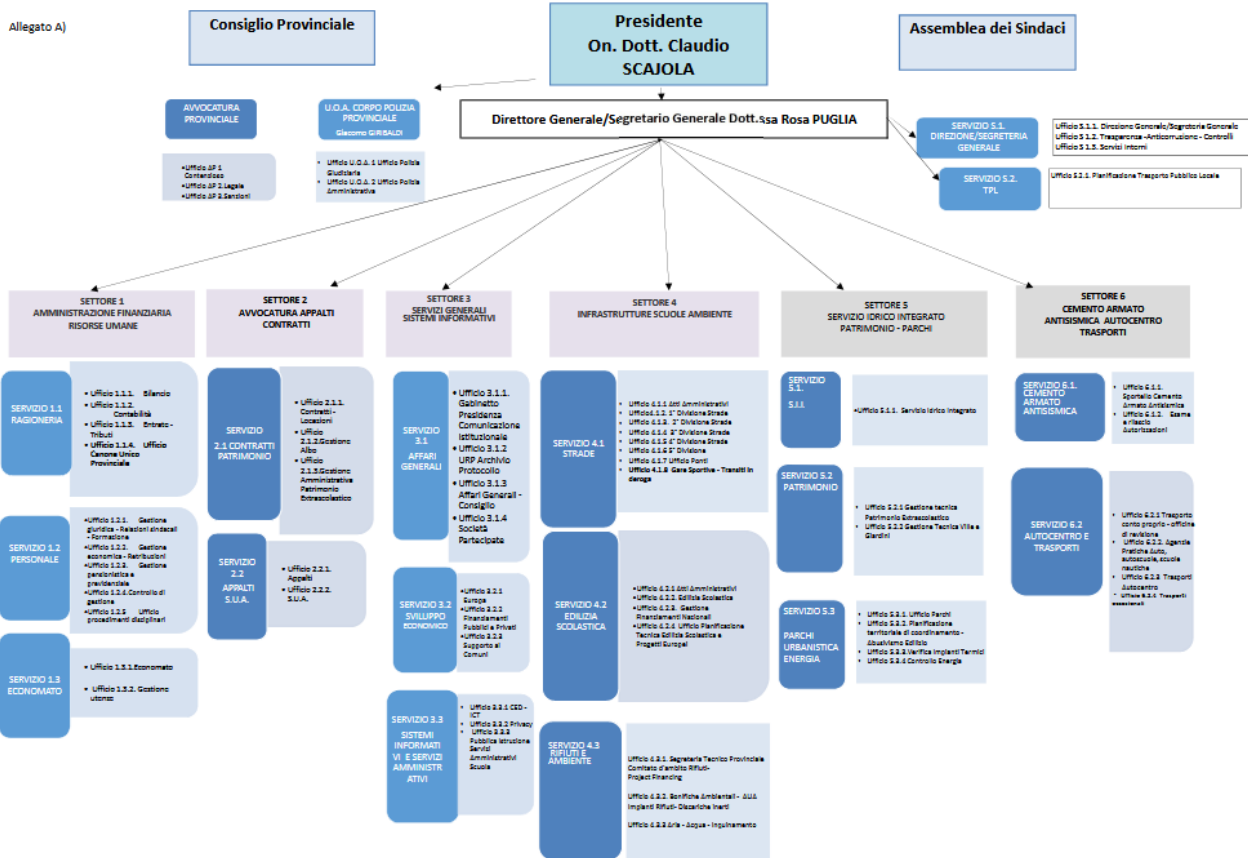 Allegato A)
Consiglio Provinciale
Presidente
On. Dott. Claudio
SCAJOLA
Assemblea dei Sindaci
AVVOCATURA
PROVINCIALE
U.O.A. CORPO POLIZIA
PROVINCIALE
Giacomo GIRIBALDI
Direttore Generale/Segretario Generale Dott.ssa Rosa PUGLIA
SERVIZIO S.1.
DIREZIONE/SEGRETERIA
GENERALE
Ufficio S.1.1. Direzione Generale/Segreteria Generale
Ufficio S 1.2. Trasparenza -Anticorruzione - Controlli
Ufficio S 1.3. Servizi Interni
•Ufficio AP 1
Contenzioso
•Ufficio AP 2.Legale
•Ufficio AP 3.Sanzioni
• Ufficio U.O.A. 1 Ufficio Polizia
Giudiziaria
• Ufficio U.O.A. 2 Ufficio Polizia
Amministrativa
SERVIZIO S.2.
TPL
Ufficio S.2.1. Pianificazione Trasporto Pubblico Locale
SETTORE 1
AMMINISTRAZIONE FINANZIARIA
RISORSE UMANE
SETTORE 2
AVVOCATURA APPALTI
CONTRATTI
SETTORE 3
SERVIZI GENERALI
SISTEMI INFORMATIVI
SETTORE 4
INFRASTRUTTURE SCUOLE AMBIENTE
SETTORE 5
SERVIZIO IDRICO INTEGRATO
PATRIMONIO - PARCHI
SETTORE 6
CEMENTO ARMATO
ANTISISMICA AUTOCENTRO
TRASPORTI
SERVIZIO 1.1
RAGIONERIA
• Ufficio 1.1.1. Bilancio
• Ufficio 1.1.2.
Contabilità
• Ufficio 1.1.3. Entrate -
Tributi
• Ufficio 1.1.4. Ufficio
Canone Unico
Provinciale
SERVIZIO 1.2
PERSONALE
•Ufficio 1.2.1. Gestione
giuridica - Relazioni sindacali
- Formazione
•Ufficio 1.2.2. Gestione
economica - Retribuzioni
•Ufficio 1.2.3. Gestione
pensionistica e
previdenziale
•Ufficio 1.2.4.Controllo di
gestione
•Ufficio 1.2.5 Ufficio
procedimenti disciplinari
SERVIZIO 1.3
ECONOMATO
• Ufficio 1.3.1.Economato
• Ufficio 1.3.2. Gestione
utenze
SERVIZIO
2.1 CONTRATTI
PATRIMONIO
• Ufficio 2.1.1.
Contratti -
Locazioni
• Ufficio
2.1.2.Gestione
Albo
• Ufficio
2.1.3.Gestione
Amministrativa
Patrimonio
Extrascolastico
SERVIZIO
2.2
APPALTI
S.U.A.
• Ufficio 2.2.1.
Appalti
• Ufficio 2.2.2.
S.U.A.
SERVIZIO
3.1
AFFARI
GENERALI
• Ufficio 3.1.1.
Gabinetto
Presidenza
Comunicazione
Istituzionale
• Ufficio 3.1.2
URP Archivio
Protocollo
• Ufficio 3.1.3
Affari Generali -
Consiglio
• Ufficio 3.1.4
Società
Partecipate
SERVIZIO 3.2
SVILUPPO
ECONOMICO
• Ufficio 3.2.1
Europa
• Ufficio 3.2.2
Finanziamenti
Pubblici e Privati
• Ufficio 3.2.3
Supporto ai
Comuni
SERVIZIO 3.3
SISTEMI
INFORMATI
VI E SERVIZI
AMMINISTR
ATIVI
• Ufficio 3.3.1 CED -
ICT
• Ufficio 3.3.2 Privacy
• Ufficio 3.3.3
Pubblica Istruzione
Servizi
Amministrativi
Scuola
SERVIZIO 4.1
STRADE
• Ufficio 4.1.1 Atti Amministrativi
• Ufficio 4.1.2. 1° Divisione Strade
• Ufficio 4.1.3. 2° Divisione Strade
• Ufficio 4.1.4 3° Divisione Strade
• Ufficio 4.1.5 4° Divisione Strade
• Ufficio 4.1.6 5° Divisione
• Ufficio 4.1.7 Ufficio Ponti
• Ufficio 4.1.8 Gare Sportive - Transiti in
deroga
SERVIZIO 4.2
EDILIZIA
SCOLASTICA
•Ufficio 4.2.1 Atti Amministrativi
•Ufficio 4.2.2. Edilizia Scolastica
•Ufficio 4.2.3. Gestione
Finanziamenti Nazionali
•Ufficio 4.2.4 Ufficio Pianificazione
Tecnica Edilizia Scolastica e
Progetti Europei
SERVIZIO 4.3
RIFIUTI E
AMBIENTE
Ufficio 4.3.1. Segreteria Tecnico Provinciale
Comitato d'ambito Rifiuti-
Project Financing
Ufficio 4.3.2. Bonifiche Ambientali - AUA
Impianti Rifiuti- Discariche Inerti
Ufficio 4.3.3 Aria - Acqua - Inquinamento
SERVIZIO
5.1.
S.I.I.
•Ufficio 5.1.1. Servizio Idrico Integrato
SERVIZIO 5.2
PATRIMONIO
• Ufficio 5.2.1 Gestione tecnica
Patrimonio Extrascolastico
• Ufficio 5.2.2 Gestione Tecnica Ville e
Giardini
SERVIZIO 5.3
PARCHI
URBANISTICA
ENERGIA
• Ufficio 5.3.1. Ufficio Parchi
• Ufficio 5.3.2. Pianificazione
territoriale di coordinamento -
Abusivismo Edilizio
• Ufficio 5.3.3.Verifica Impianti Termici
• Ufficio 5.3.4 Controllo Energia
SERVIZIO 6.1.
CEMENTO
ARMATO
ANTISISMICA
• Ufficio 6.1.1.
Sportello Cemento
Armato Antisismica
• Ufficio 6.1.2. Esame
e rilascio
Autorizzazioni
SERVIZIO 6.2
AUTOCENTRO E
TRASPORTI
•Ufficio 6.2.1 Trasporto
conto proprio - officine
di revisione
• Ufficio 6.2.2. Agenzie
Pratiche Auto,
autoscuole, scuole
nautiche
•Ufficio 6.2.3 Trasporti
Autocentro
• Ufficio 6.2.4 Trasporti
eccezionali